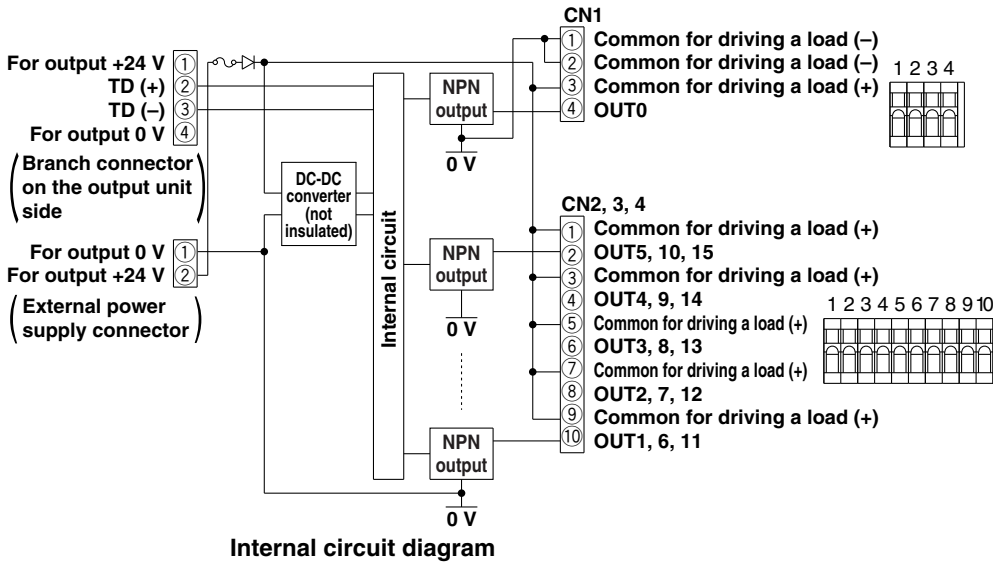 For output +24 V ①
TD (+) ②
TD (–) ③
For output 0 V ④
(Branch connector
on the output unit
side)
For output 0 V ①
For output +24 V ②
(External power
supply connector)
DC-DC
converter
(not
insulated)
Internal circuit
NPN
output
0 V
NPN
output
0 V
NPN
output
0 V
CN1
① Common for driving a load (–)
② Common for driving a load (–)
③ Common for driving a load (+)
④ OUT0
1 2 3 4
CN2, 3, 4
① Common for driving a load (+)
② OUT5, 10, 15
③ Common for driving a load (+)
④ OUT4, 9, 14
⑤ Common for driving a load (+)
⑥ OUT3, 8, 13
⑦ Common for driving a load (+)
⑧ OUT2, 7, 12
⑨ Common for driving a load (+)
⑩ OUT1, 6, 11
1 2 3 4 5 6 7 8 9 10
Internal circuit diagram